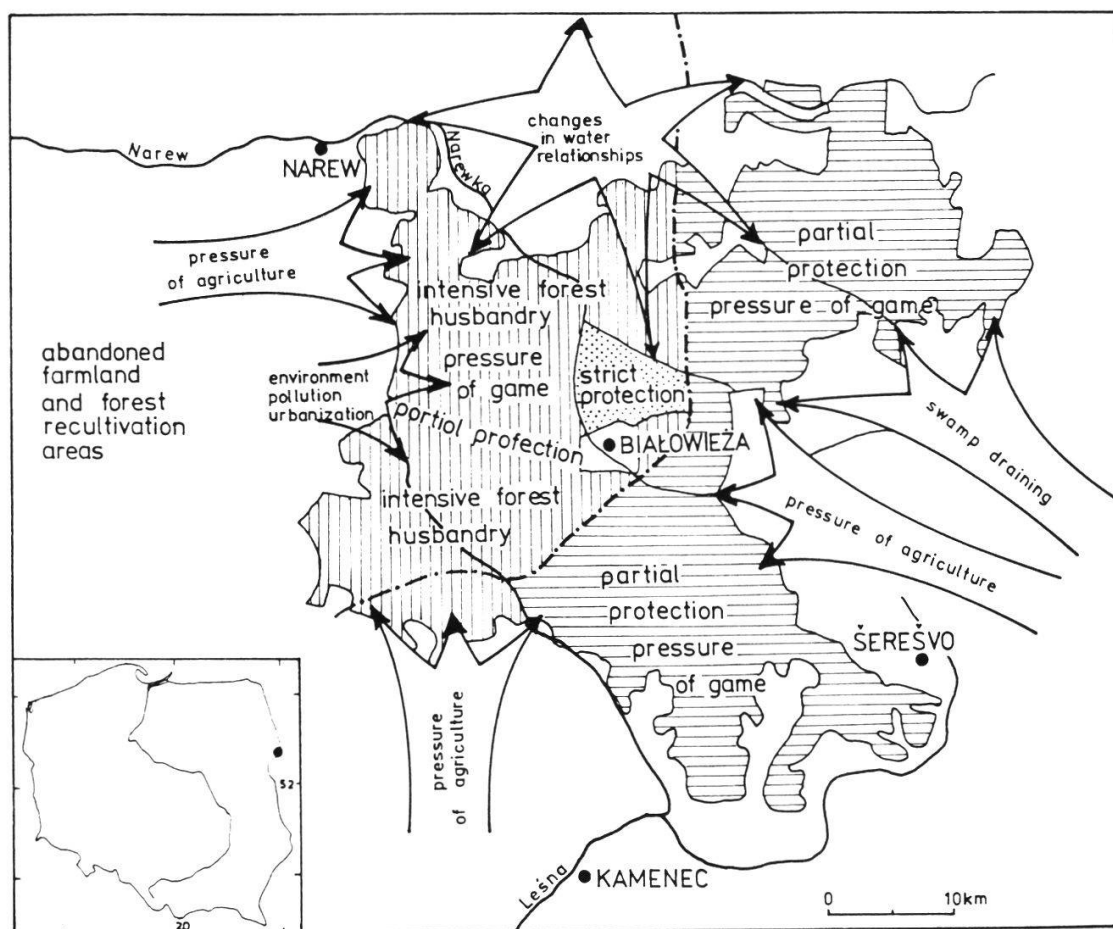 changes
in water
relationships
Narew
NAREW
Narewka
pressure
of agriculture
partial
protection
pressure of game
intensive forest
husbandry
abandoned
farmland
and forest
recultivation
areas
environment
pollution
urbanization
pressure
of game
strict
protection
partial protection
BIAŁOWIEŻA
swamp draining
intensive forest
husbandry
pressure of agriculture
partial
protection
pressure
of game
ŠEREŠVO
pressure
of agriculture
52
20
Leśna
KAMENEC
0 10km